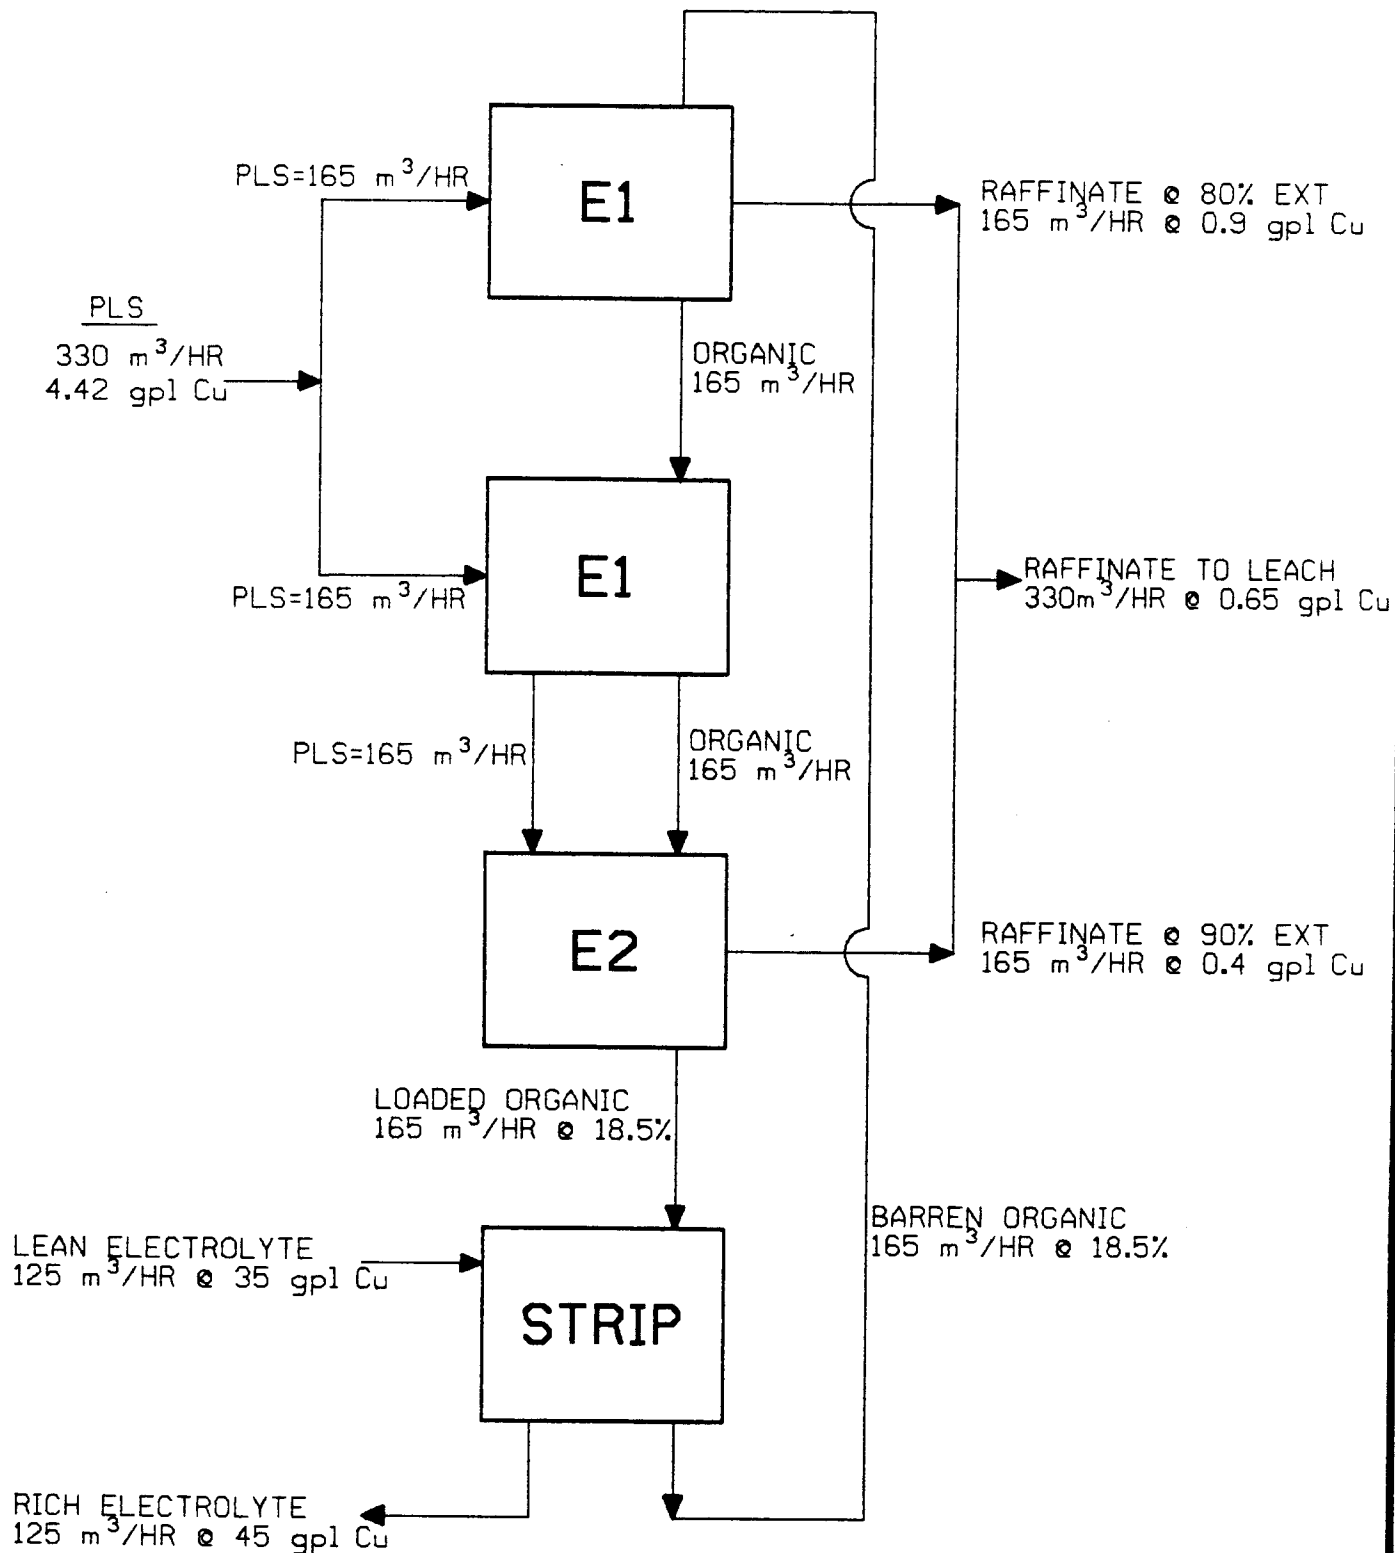 E1
PLS=165 m³/HR
RAFFINATE @ 80% EXT
165 m³/HR @ 0.9 gpl Cu
PLS
330 m³/HR
4.42 gpl Cu
ORGANIC
165 m³/HR
E1
PLS=165 m³/HR
RAFFINATE TO LEACH
330m³/HR @ 0.65 gpl Cu
PLS=165 m³/HR
ORGANIC
165 m³/HR
E2
RAFFINATE @ 90% EXT
165 m³/HR @ 0.4 gpl Cu
LOADED ORGANIC
165 m³/HR @ 18.5%
BARREN ORGANIC
165 m³/HR @ 18.5%
LEAN ELECTROLYTE
125 m³/HR @ 35 gpl Cu
STRIP
RICH ELECTROLYTE
125 m³/HR @ 45 gpl Cu